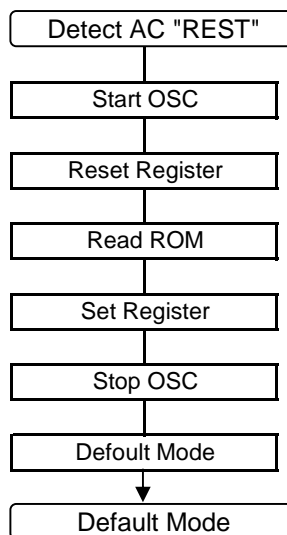 Detect AC "REST"
Start OSC
Reset Register
Read ROM
Set Register
Stop OSC
Defoult Mode
Default Mode